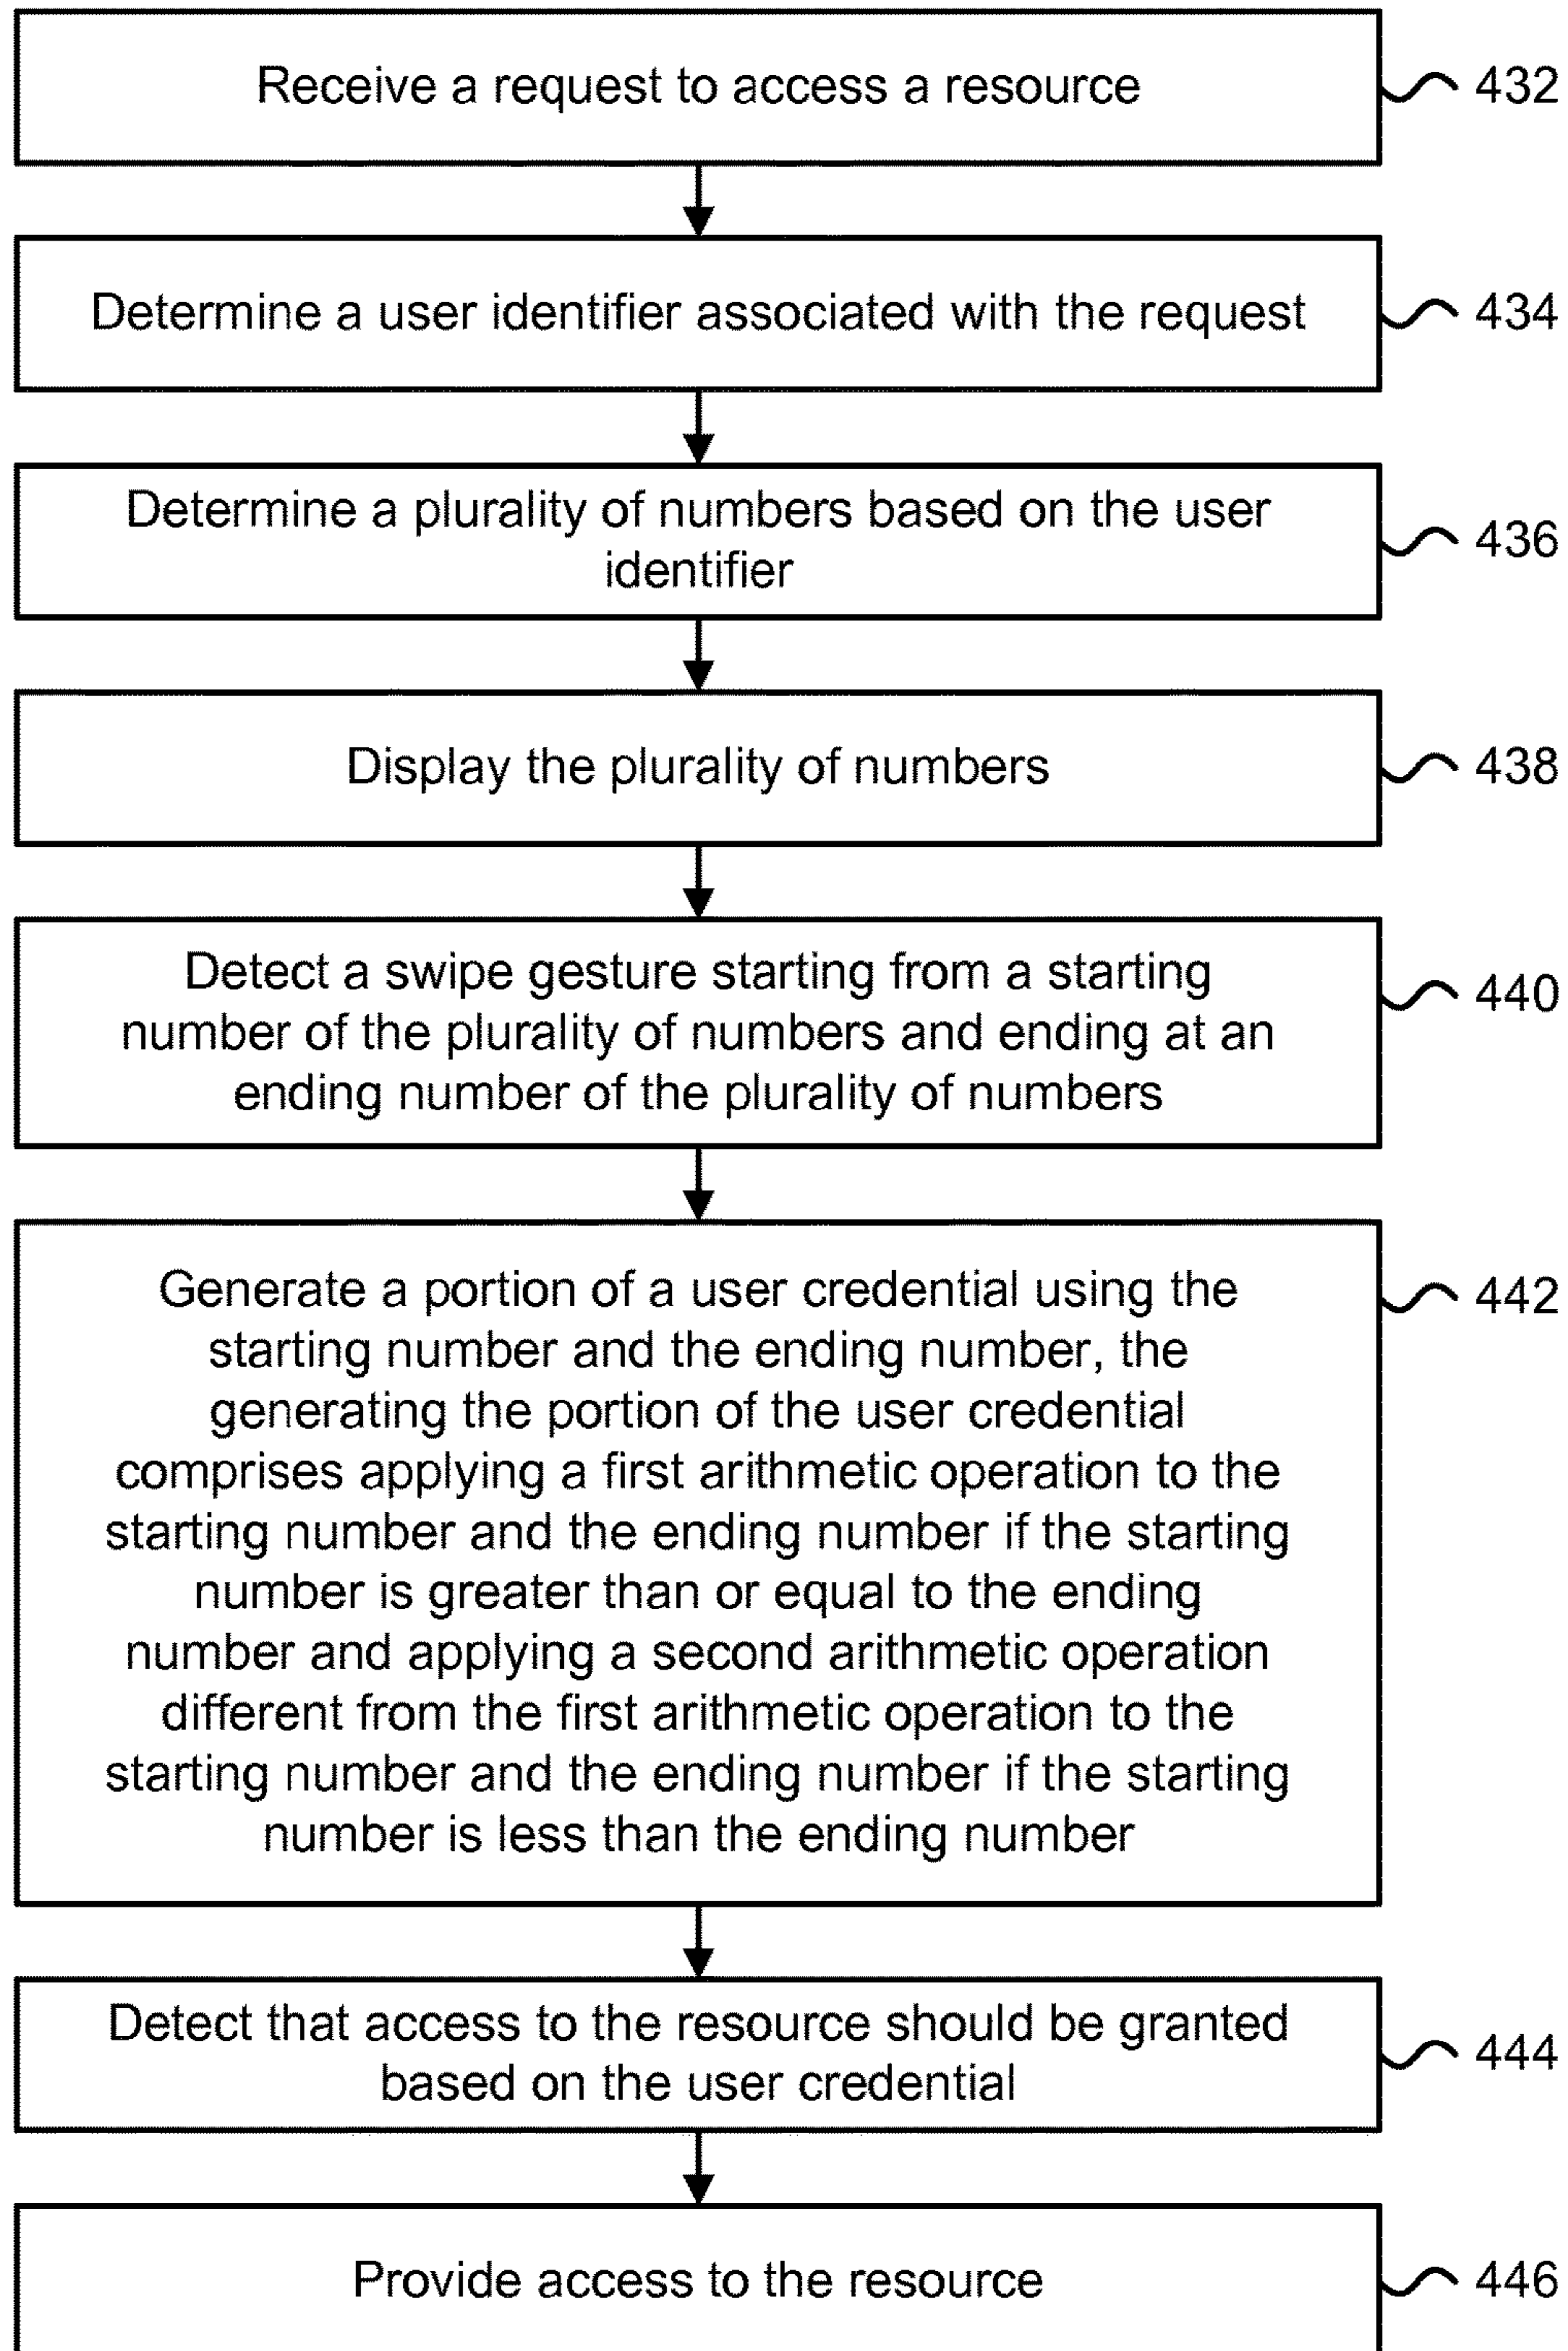 Receive a request to access a resource
432
Determine a user identifier associated with the request
434
Determine a plurality of numbers based on the user
identifier
436
Display the plurality of numbers
438
Detect a swipe gesture starting from a starting
number of the plurality of numbers and ending at an
ending number of the plurality of numbers
440
Generate a portion of a user credential using the
starting number and the ending number, the
generating the portion of the user credential
comprises applying a first arithmetic operation to the
starting number and the ending number if the starting
number is greater than or equal to the ending
number and applying a second arithmetic operation
different from the first arithmetic operation to the
starting number and the ending number if the starting
number is less than the ending number
442
Detect that access to the resource should be granted
based on the user credential
444
Provide access to the resource
446